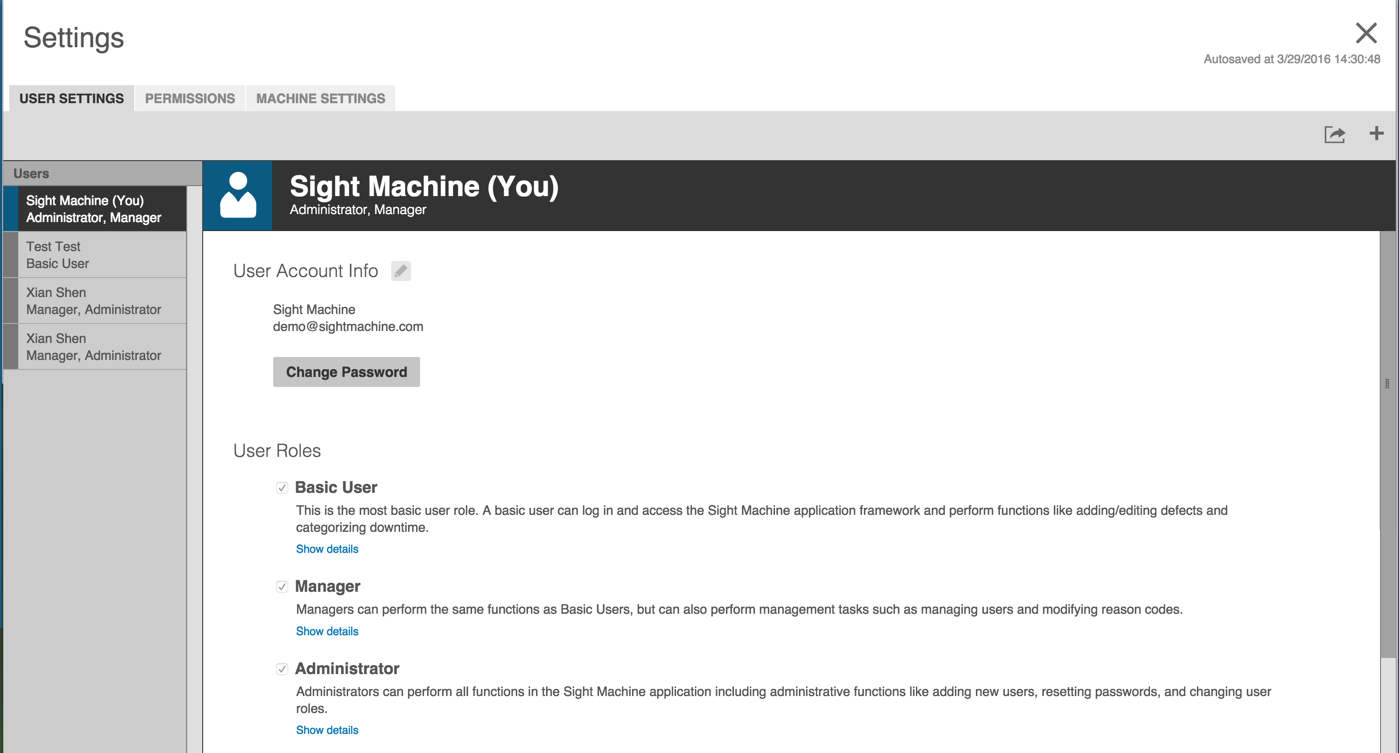 Settings
Autosaved at 3/29/2016 14:30:48
USER SETTINGS
PERMISSIONS
MACHINE SETTINGS
Users
Sight Machine (You)
Administrator, Manager
Test Test
Basic User
Xian Shen
Manager, Administrator
Xian Shen
Manager, Administrator
Sight Machine (You)
Administrator, Manager
User Account Info
Sight Machine
demo@sightmachine.com
Change Password
User Roles
Basic User
This is the most basic user role. A basic user can log in and access the Sight Machine application framework and perform functions like adding/editing defects and
categorizing downtime.
Show details
Manager
Managers can perform the same functions as Basic Users, but can also perform management tasks such as managing users and modifying reason codes.
Show details
Administrator
Administrators can perform all functions in the Sight Machine application including administrative functions like adding new users, resetting passwords, and changing user
roles.
Show details